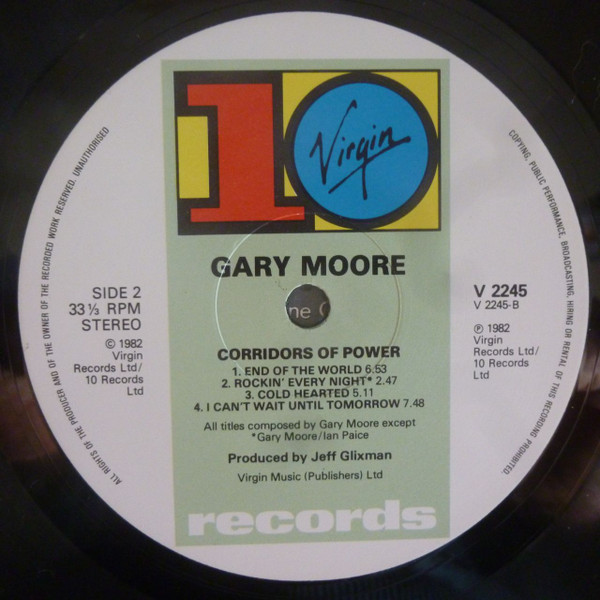 10
Virgin
GARY MOORE
SIDE 2
33⅓ RPM
STEREO
℗ 1982
Virgin
Records Ltd/
10 Records
Ltd
V 2245
V 2245-B
℗ 1982
Virgin
Records Ltd/
10 Records
Ltd
ne
CORRIDORS OF POWER
1. END OF THE WORLD 6:53
2. ROCKIN' EVERY NIGHT* 2.47
3. COLD HEARTED 5.11
4. I CAN'T WAIT UNTIL TOMORROW 7.48
All titles composed by Gary Moore except
*Gary Moore/Ian Paice
Produced by Jeff Glixman
Virgin Music (Publishers) Ltd
records
ALL RIGHTS OF THE PRODUCER AND OF THE OWNER OF THE RECORDED WORK RESERVED. UNAUTHORISED
COPYING, PUBLIC PERFORMANCE, BROADCASTING, HIRING OR RENTAL OF THIS RECORDING PROHIBITED.